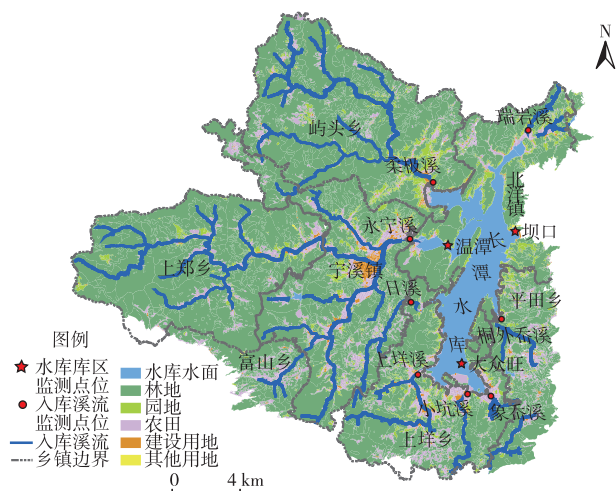 N
瑞岩溪
屿头乡
柔极溪
北洋镇
永宁溪
坝口
温潭
长潭水库
上郑乡
宁溪镇
日溪
平田乡
桐外岙溪
富山乡
上垟溪
大众旺
小坑溪
象岙溪
上垟乡
图例
水库库区
监测点位
入库溪流
监测点位
入库溪流
乡镇边界
水库水面
林地
园地
农田
建设用地
其他用地
0 4 km